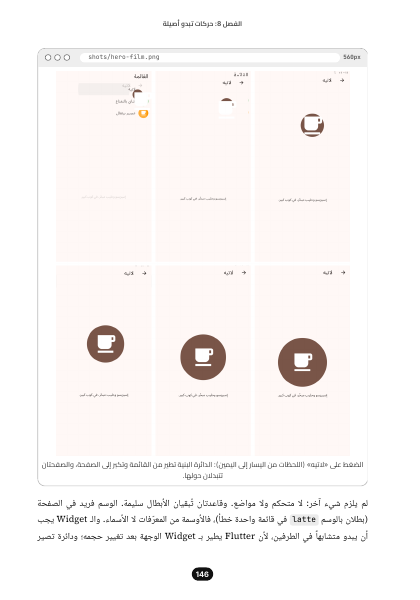 الفصل 8: حركات تبدو أصيلة
shots/hero-film.png
560px
القائمة
لاتيه
لاتيه
لاتيه
لاتيه
لاتيه
الضغط على «لاتيه» (اللحظات من اليسار إلى اليمين): الدائرة البنية تطير من القائمة وتكبر إلى الصفحة، والصفحتان
تتبدلان حولها.
لم يلزم شيء آخر: لا متحكم ولا مواضع. وقاعدتان تُبقيان الأبطال سليمة. الوسم فريد في الصفحة
(بطلان بالوسم latte في قائمة واحدة خطأ)، فالأوسمة من المعرّفات لا الأسماء. والـ Widget يجب
أن يبدو متشابهاً في الطرفين، لأن Flutter يطير بـ Widget الوجهة بعد تغيير حجمه؛ ودائرة تصير
146